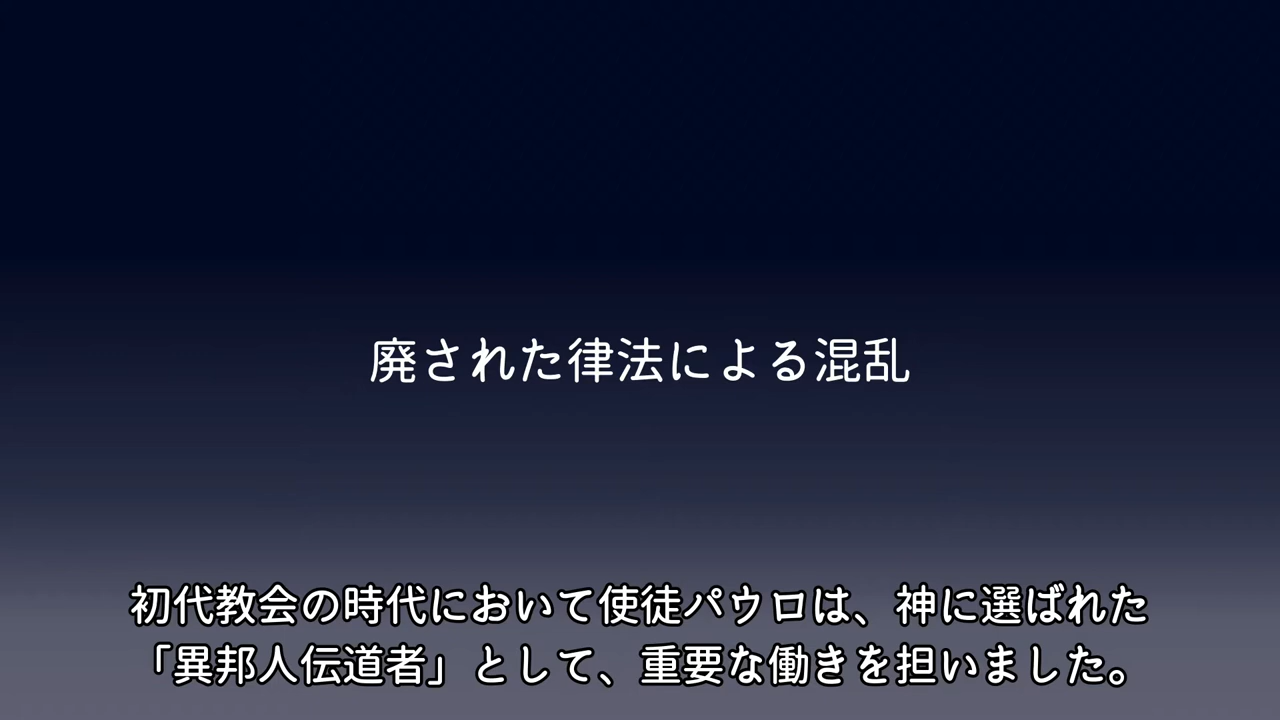 廃された律法による混乱
初代教会の時代において使徒パウロは、神に選ばれた
「異邦人伝道者」として、重要な働きを担いました。